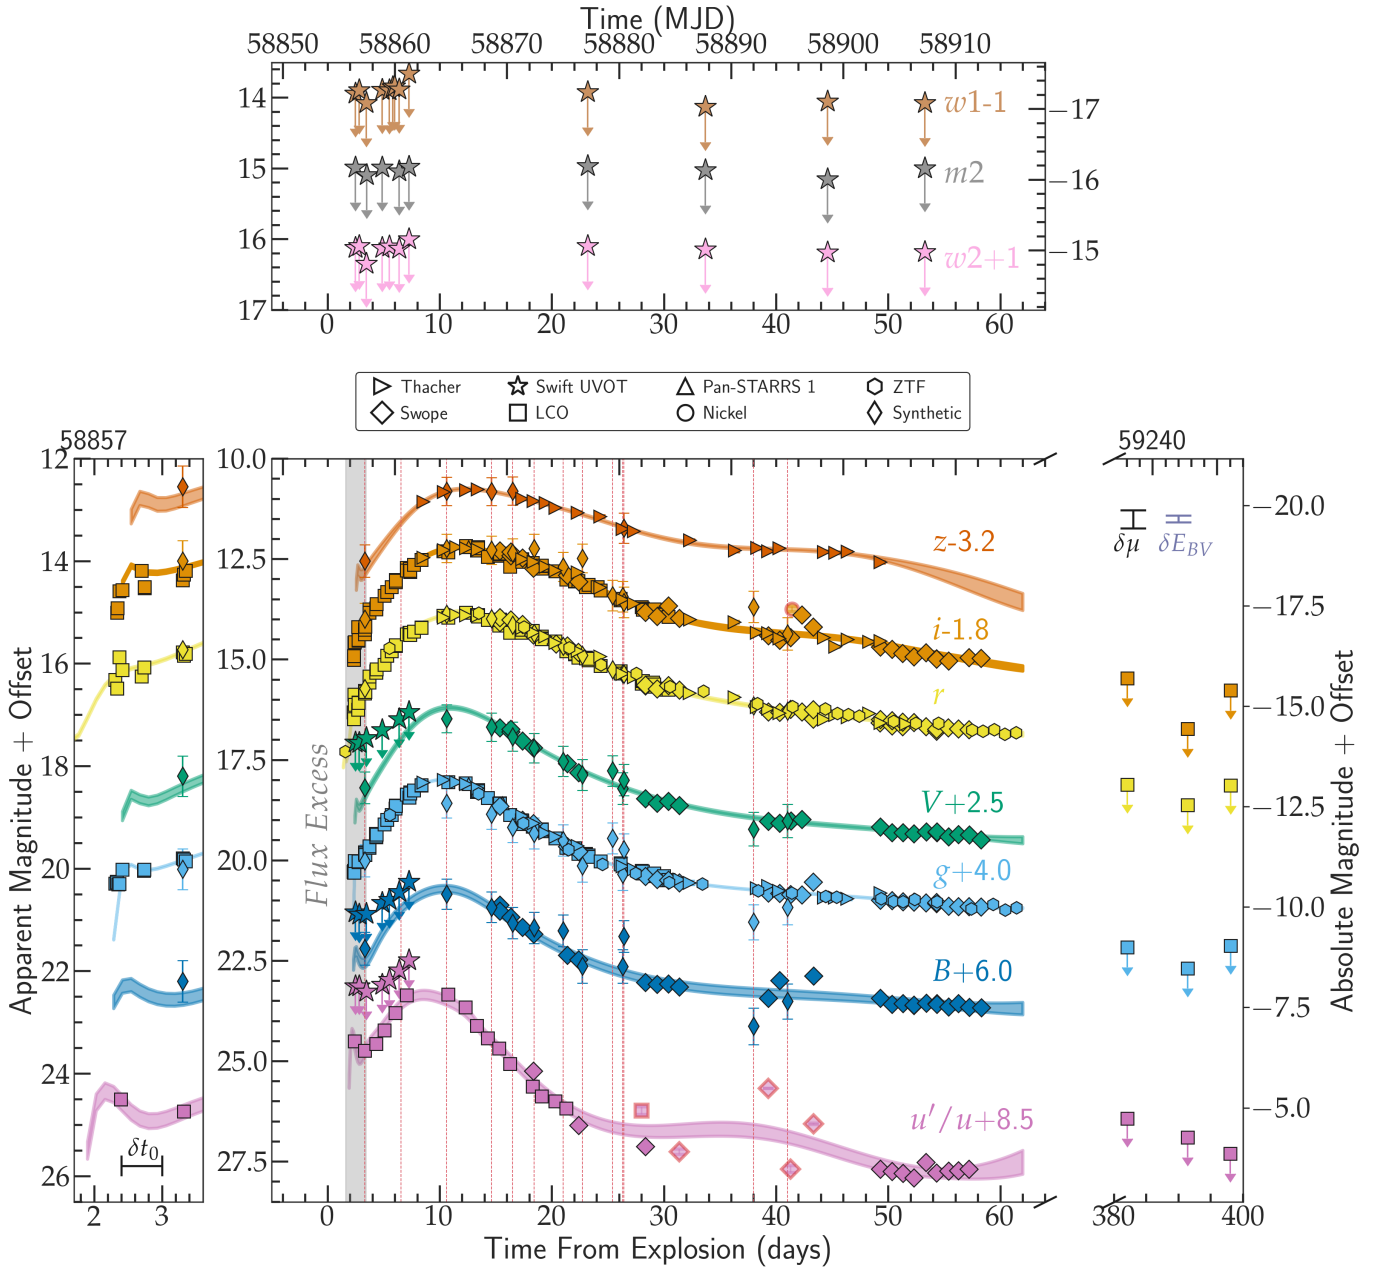 Time (MJD)
58850 58860 58870 58880 58890 58900 58910
14 15 16 17
w1-1
m2
w2+1
−17 −16 −15
0 10 20 30 40 50 60
Thacher Swift UVOT Pan-STARRS 1 ZTF
Swope LCO Nickel Synthetic
58857
59240
12 14 16 18 20 22 24 26
Apparent Magnitude + Offset
δt0
2 3
10.0 12.5 15.0 17.5 20.0 22.5 25.0 27.5
Flux Excess
z-3.2
i-1.8
r
V+2.5
g+4.0
B+6.0
u′/u+8.5
0 10 20 30 40 50 60
Time From Explosion (days)
δμ δEBV
380 400
−20.0 −17.5 −15.0 −12.5 −10.0 −7.5 −5.0
Absolute Magnitude + Offset